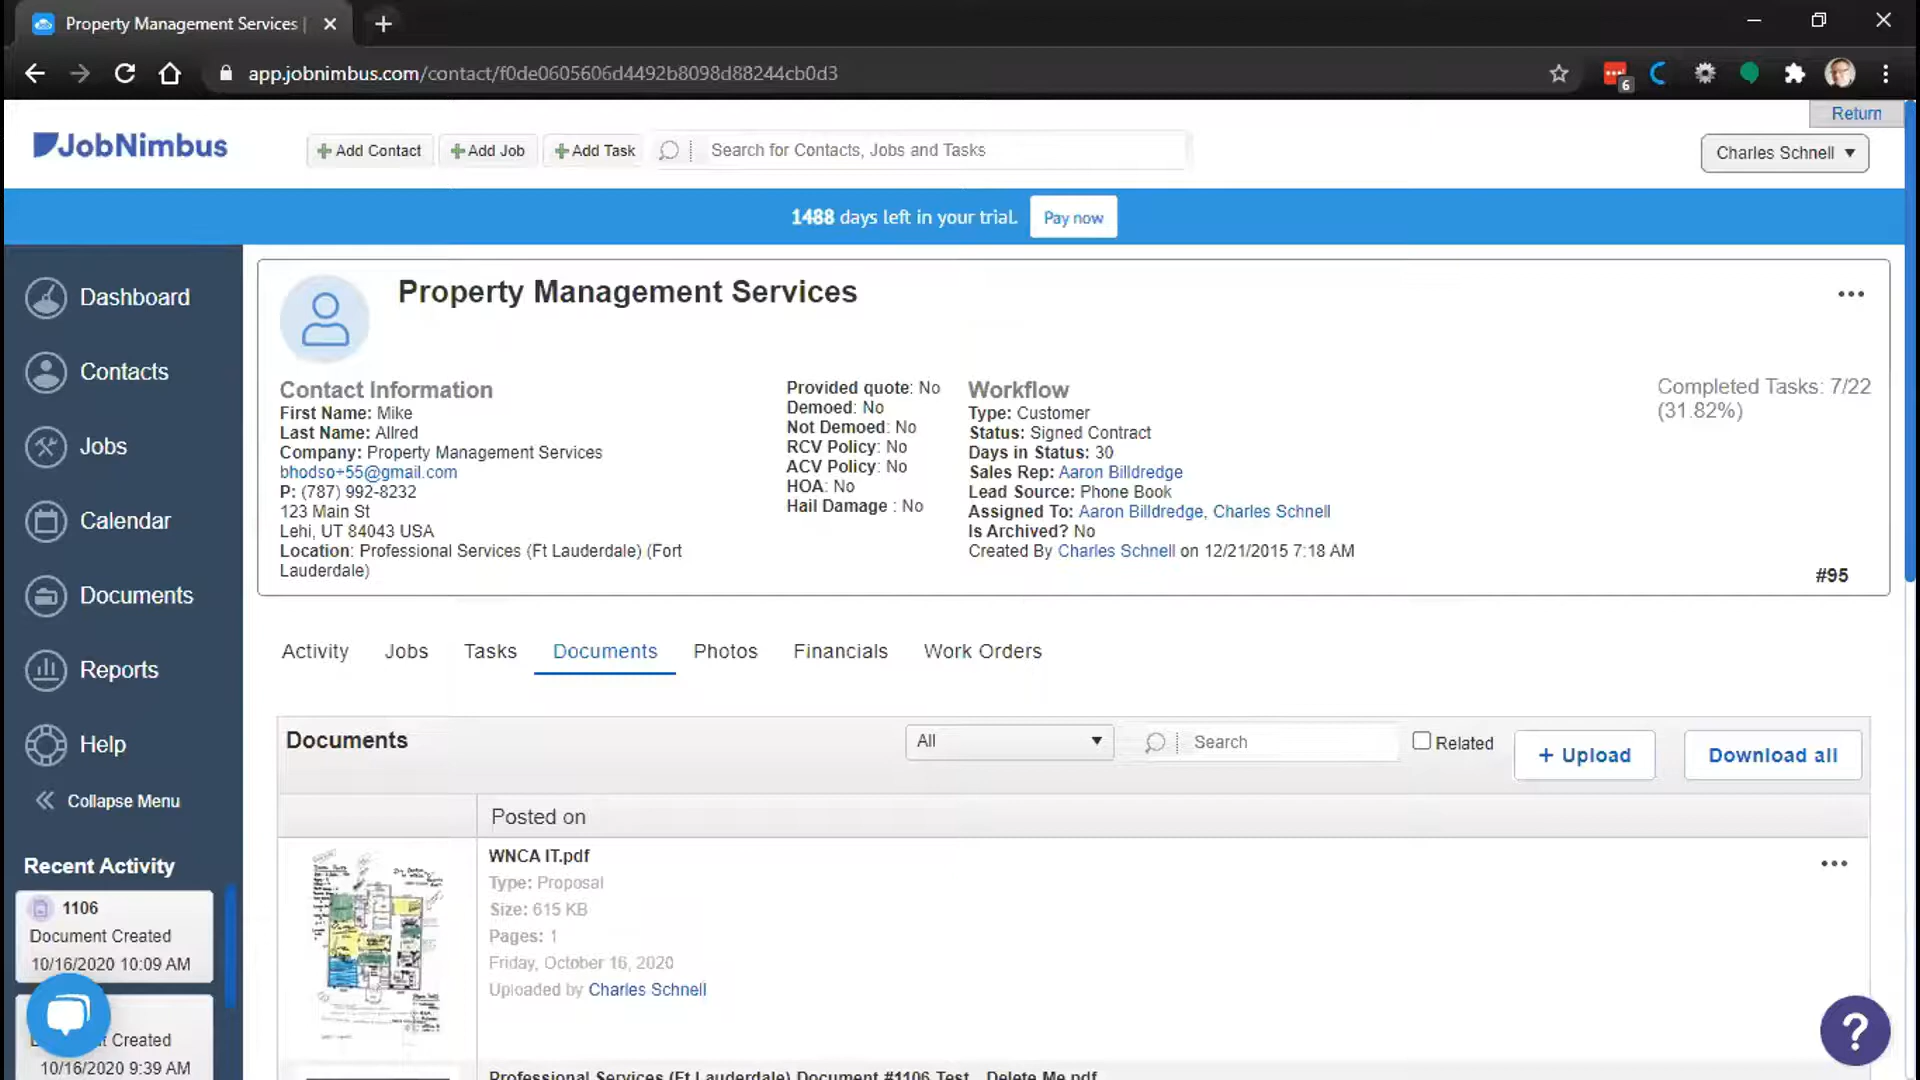 Property Management Services |
app.jobnimbus.com/contact/f0de0605606d4492b8098d88244cb0d3
6
Return
JobNimbus
Add Contact
Add Job
Add Task
Search for Contacts, Jobs and Tasks
Charles Schnell
1488 days left in your trial.
Pay now
Dashboard
Contacts
Jobs
Calendar
Documents
Reports
Help
Collapse Menu
Recent Activity
1106
Document Created
10/16/2020 10:09 AM
Created
10/16/2020 9:39 AM
Property Management Services
Contact Information
First Name: Mike
Last Name: Allred
Company: Property Management Services
bhodso+55@gmail.com
P: (787) 992-8232
123 Main St
Lehi, UT 84043 USA
Location: Professional Services (Ft Lauderdale) (Fort
Lauderdale)
Provided quote: No
Demoed: No
Not Demoed: No
RCV Policy: No
ACV Policy: No
HOA: No
Hail Damage : No
Workflow
Type: Customer
Status: Signed Contract
Days in Status: 30
Sales Rep: Aaron Billdredge
Lead Source: Phone Book
Assigned To: Aaron Billdredge, Charles Schnell
Is Archived? No
Created By Charles Schnell on 12/21/2015 7:18 AM
Completed Tasks: 7/22
(31.82%)
#95
Activity
Jobs
Tasks
Documents
Photos
Financials
Work Orders
Documents
All
Search
Related
+ Upload
Download all
Posted on
WNCA IT.pdf
Type: Proposal
Size: 615 KB
Pages: 1
Friday, October 16, 2020
Uploaded by Charles Schnell
Professional Services (Ft Lauderdale) Document #1106 Test - Delete Me.pdf
?